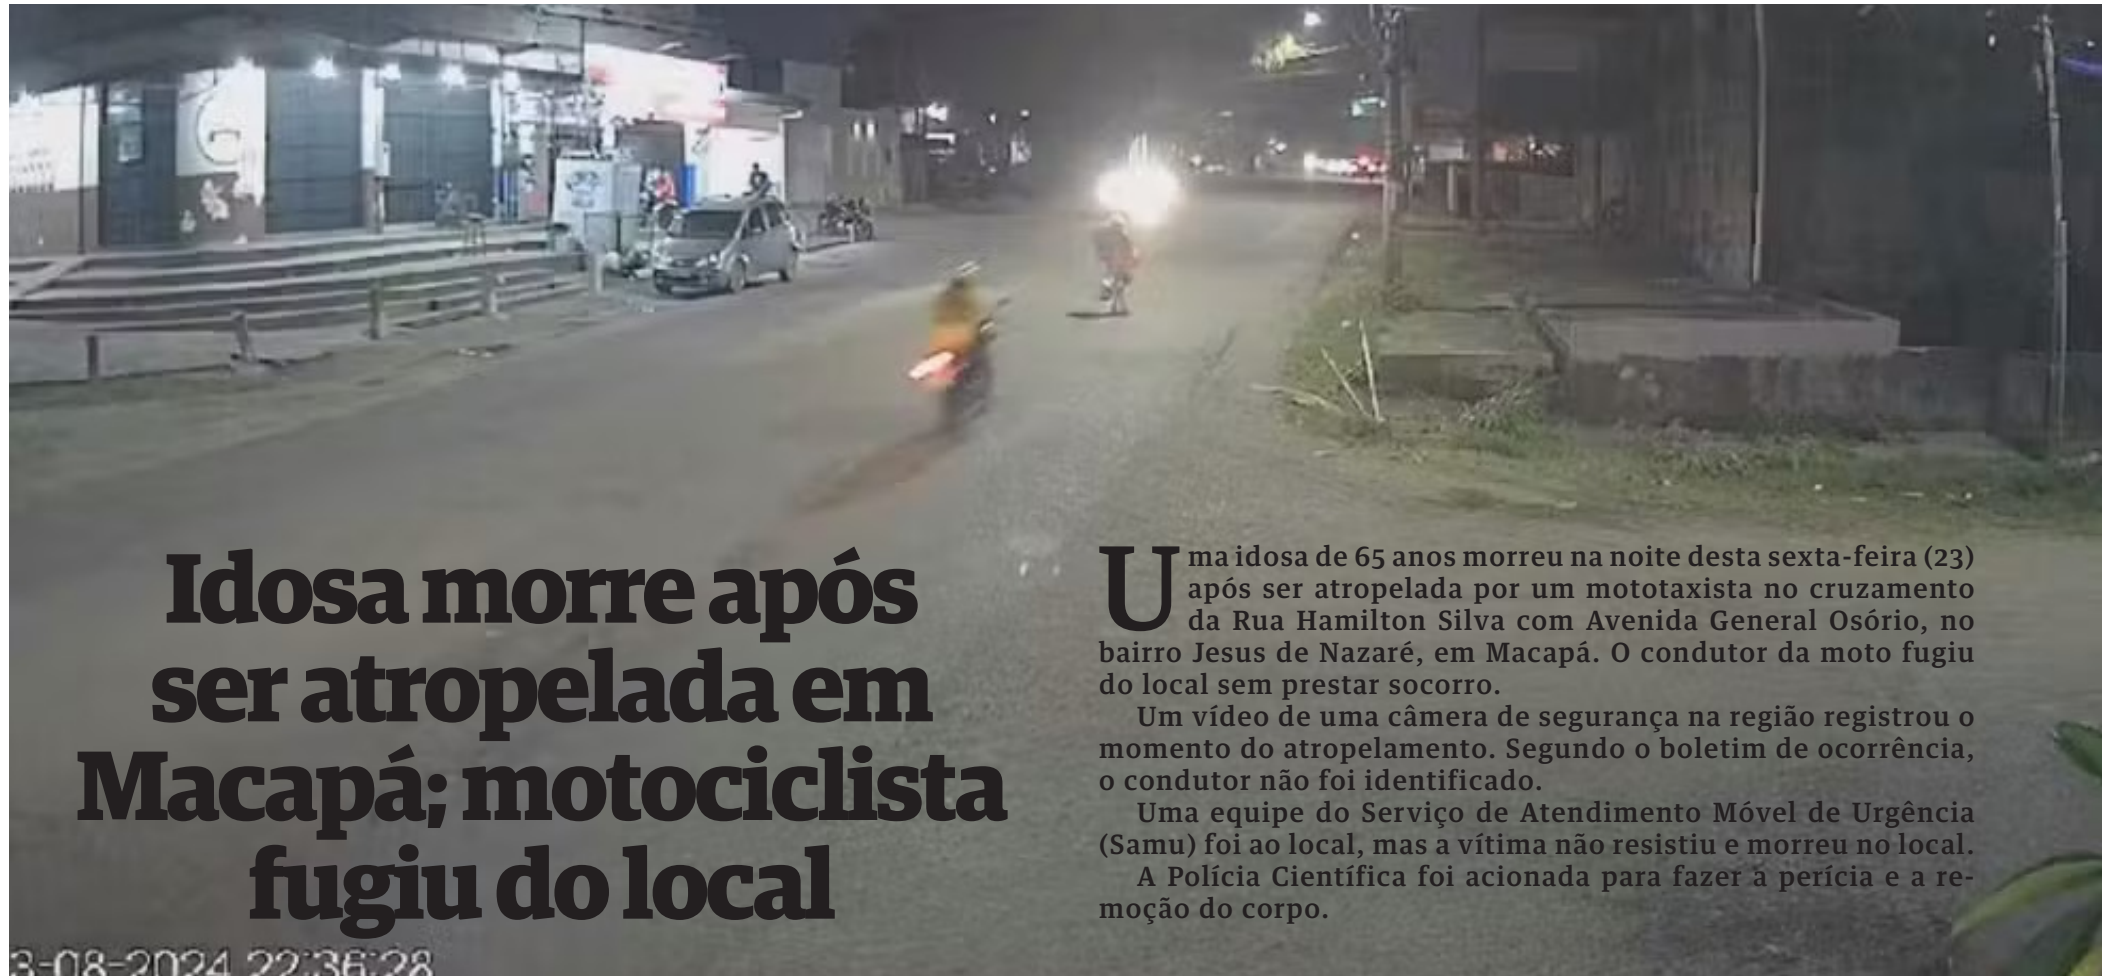 Idosa morre após
ser atropelada em
Macapá; motociclista
fugiu do local
Uma idosa de 65 anos morreu na noite desta sexta-feira (23)
após ser atropelada por um mototaxista no cruzamento
da Rua Hamilton Silva com Avenida General Osório, no
bairro Jesus de Nazaré, em Macapá. O condutor da moto fugiu
do local sem prestar socorro.
Um vídeo de uma câmera de segurança na região registrou o
momento do atropelamento. Segundo o boletim de ocorrência,
o condutor não foi identificado.
Uma equipe do Serviço de Atendimento Móvel de Urgência
(Samu) foi ao local, mas a vítima não resistiu e morreu no local.
A Polícia Científica foi acionada para fazer a perícia e a re-
moção do corpo.
3-08-2024 22:36:28